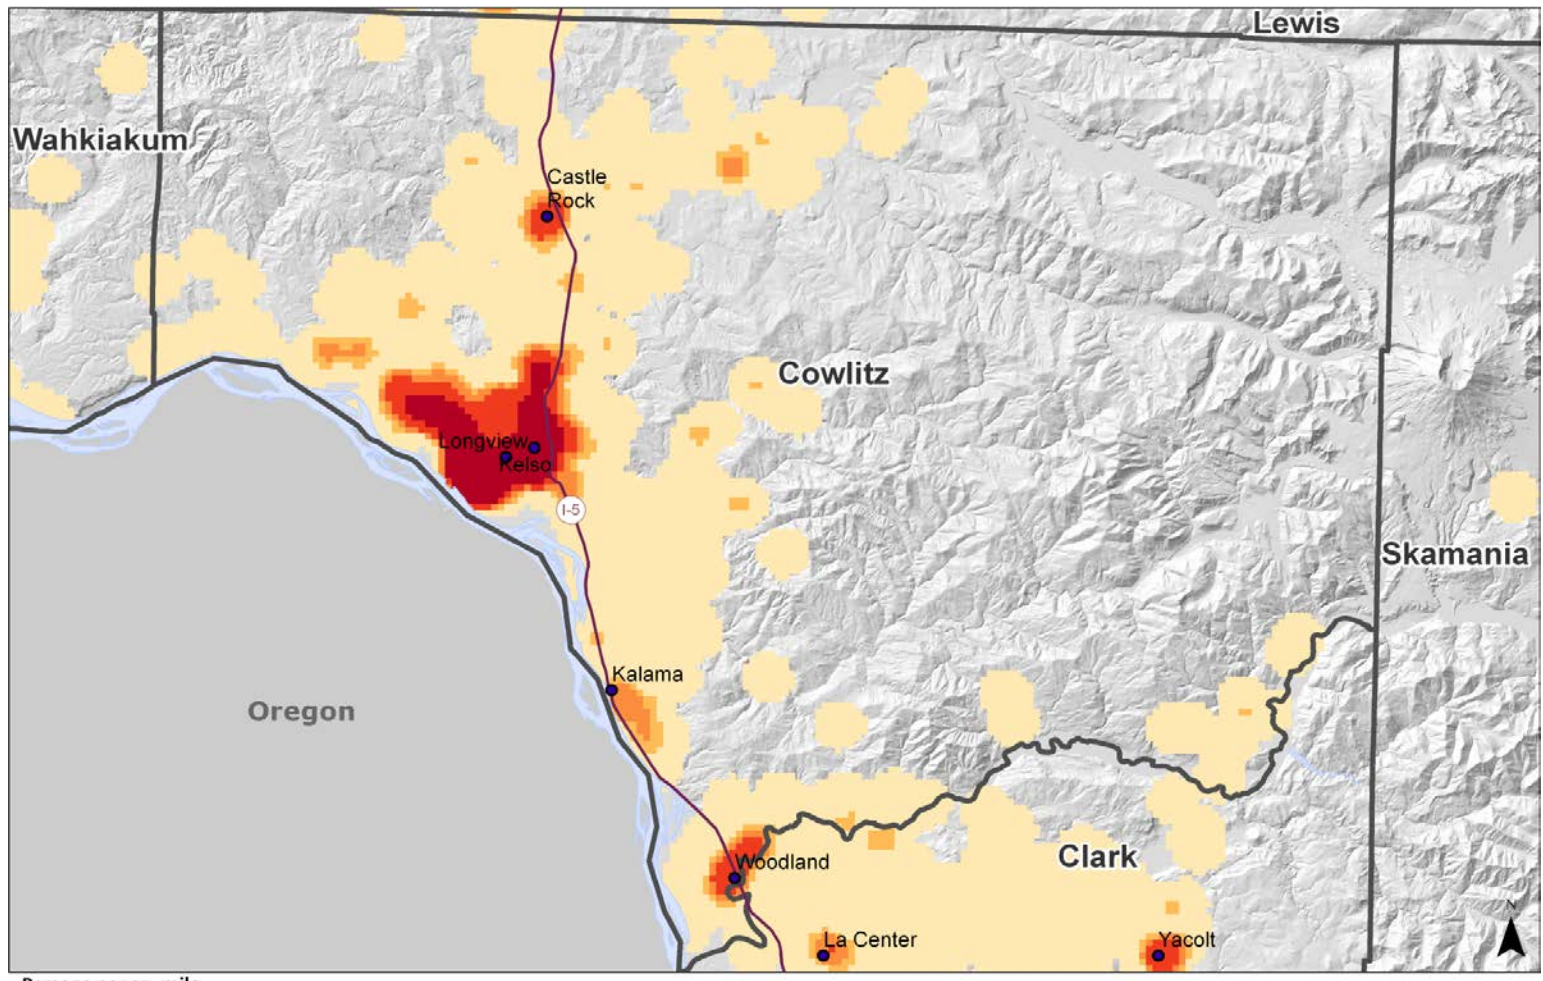 Lewis
Wahkiakum
Castle
Rock
Cowlitz
Longview
Kelso
I-5
Skamania
Kalama
Oregon
Clark
Woodland
N
La Center
Yacolt